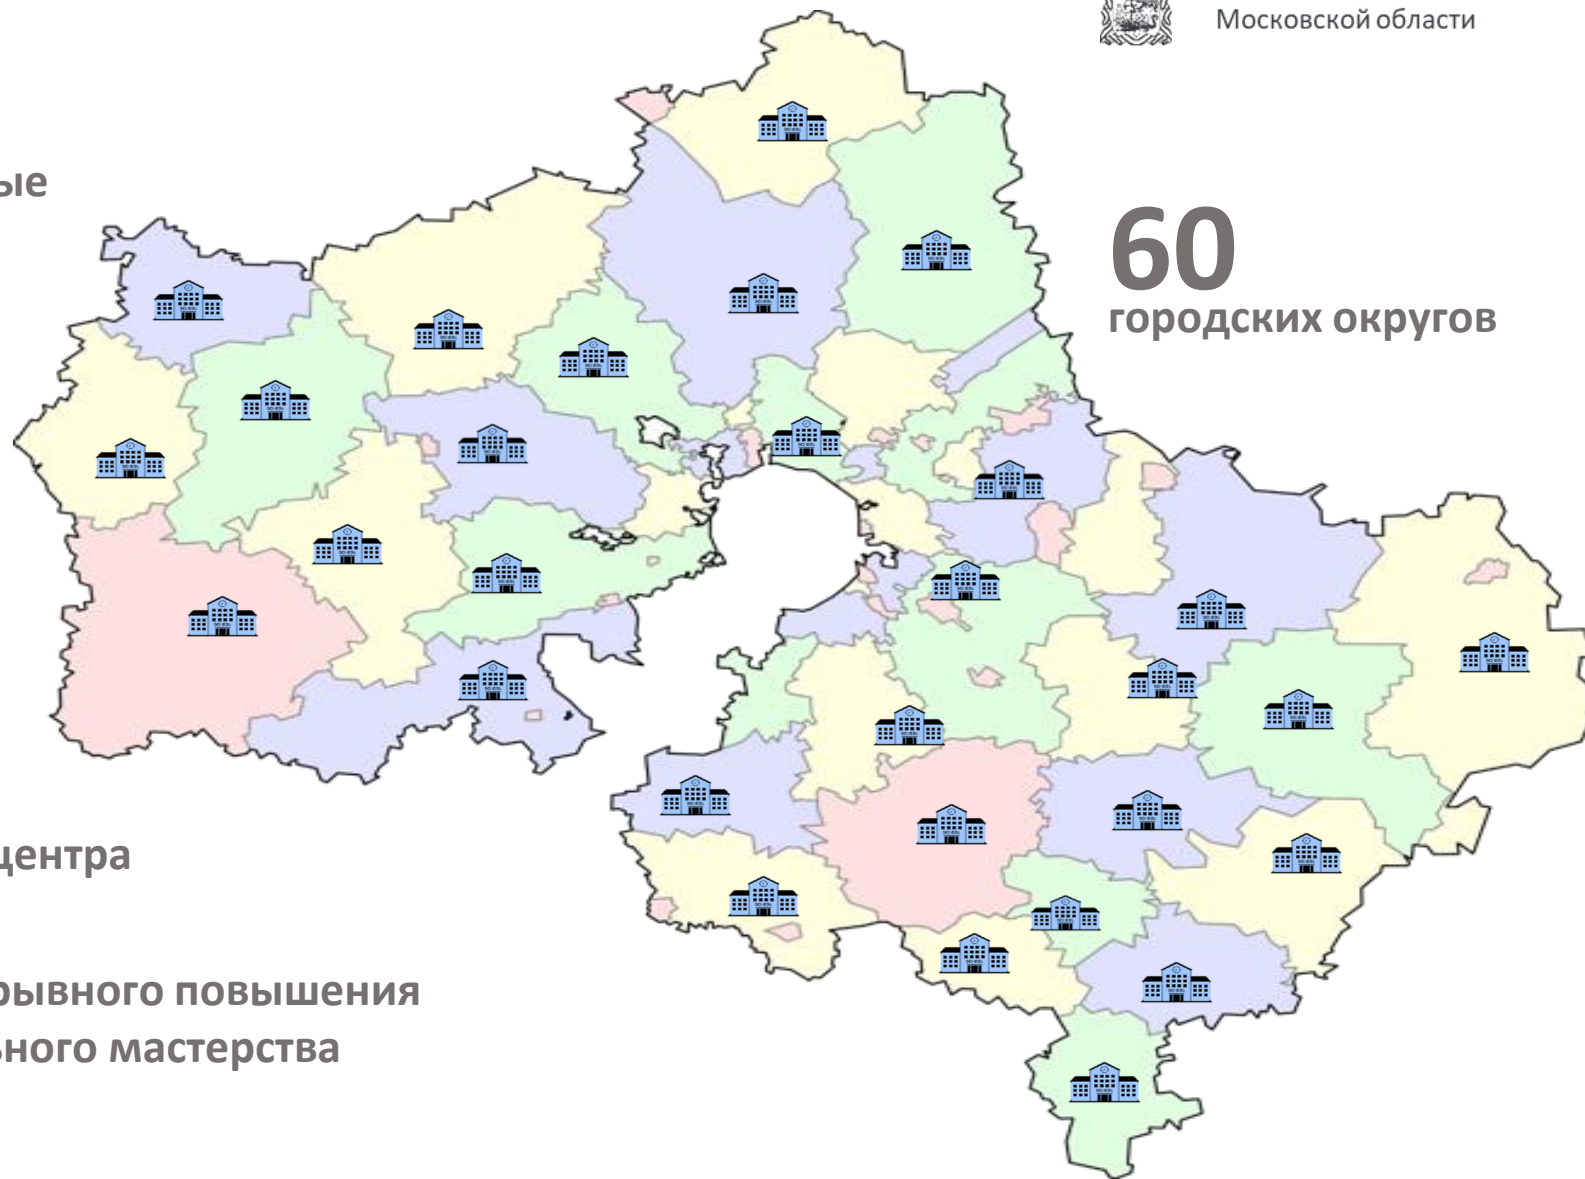 Московской области
ые
60
городских округов
центра
рывного повышения
ьного мастерства